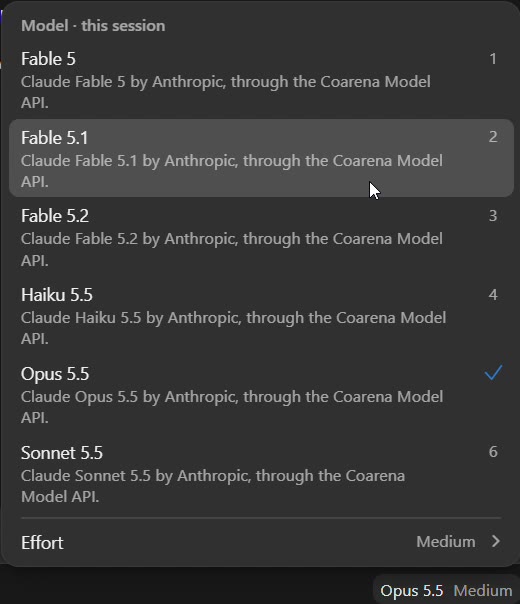 Model · this session
Fable 5 1
Claude Fable 5 by Anthropic, through the Coarena Model
API.
Fable 5.1 2
Claude Fable 5.1 by Anthropic, through the Coarena Model
API.
Fable 5.2 3
Claude Fable 5.2 by Anthropic, through the Coarena Model
API.
Haiku 5.5 4
Claude Haiku 5.5 by Anthropic, through the Coarena Model
API.
Opus 5.5
Claude Opus 5.5 by Anthropic, through the Coarena Model
API.
Sonnet 5.5 6
Claude Sonnet 5.5 by Anthropic, through the Coarena
Model API.
Effort Medium
Opus 5.5 Medium